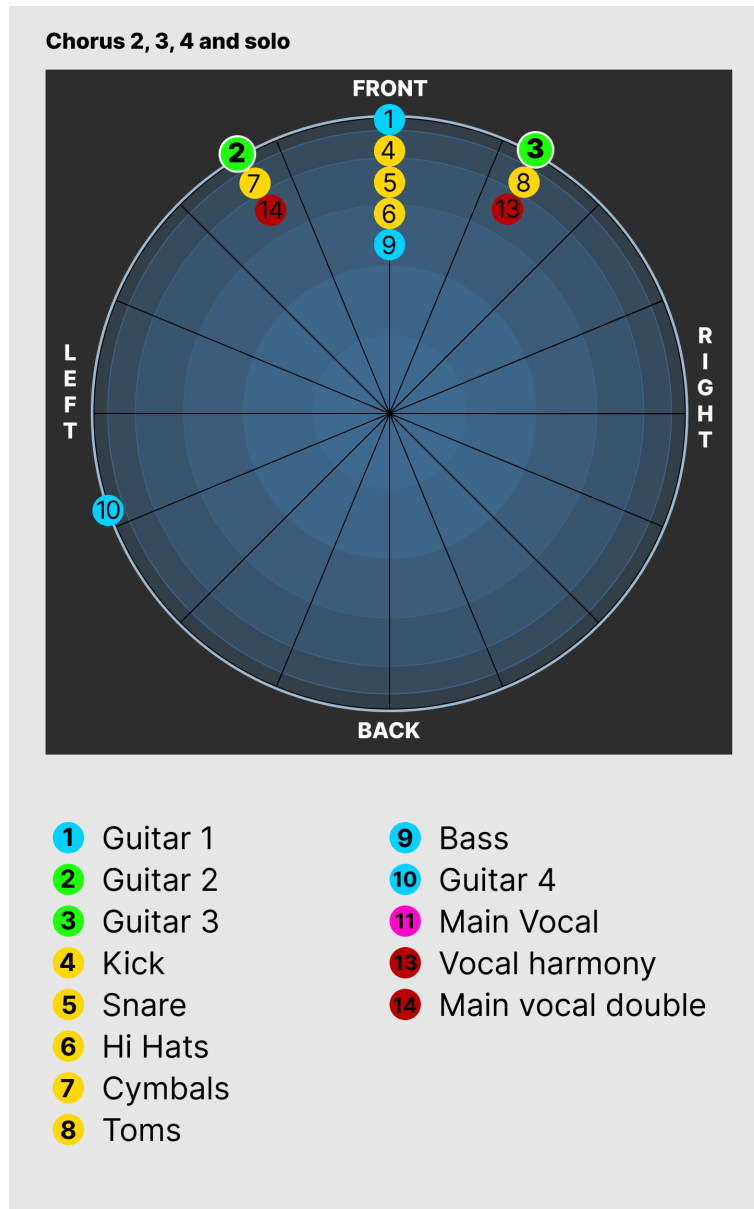 Chorus 2, 3, 4 and solo
FRONT
1
2
3
4
7
8
5
14
13
6
9
LEFT
RIGHT
10
BACK
1 Guitar 1
2 Guitar 2
3 Guitar 3
4 Kick
5 Snare
6 Hi Hats
7 Cymbals
8 Toms
9 Bass
10 Guitar 4
11 Main Vocal
13 Vocal harmony
14 Main vocal double